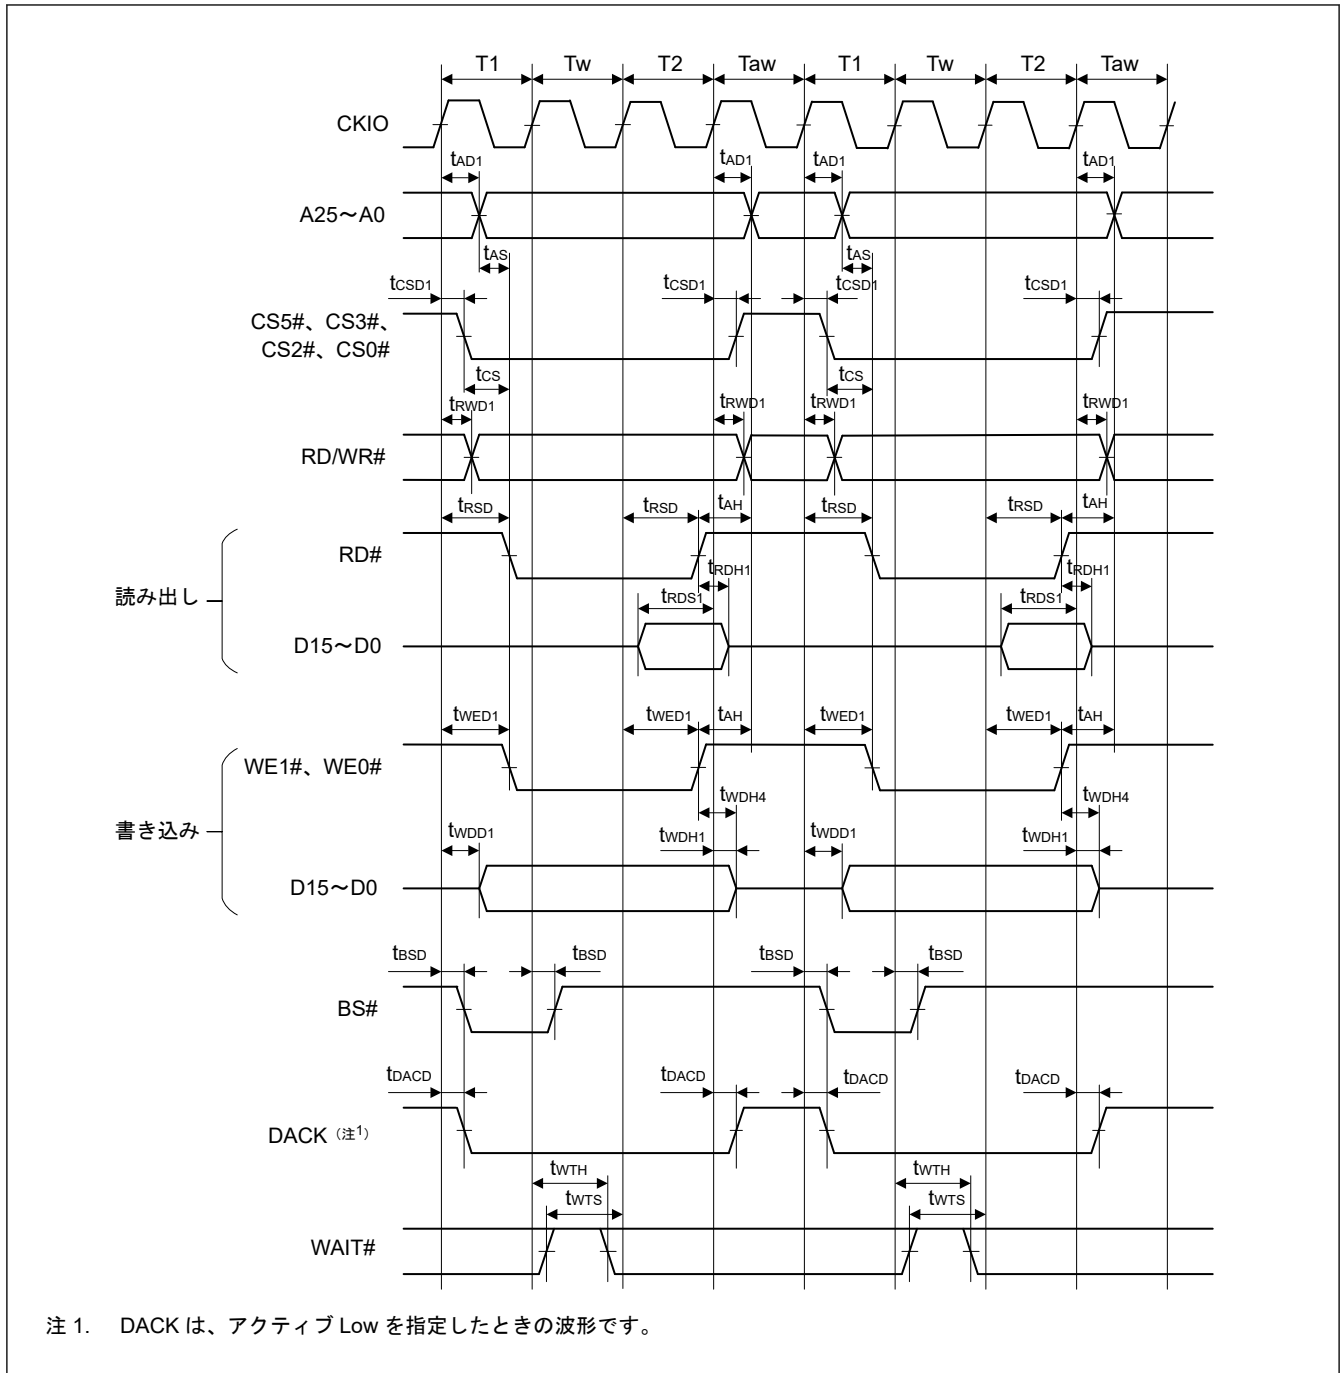 T1 Tw T2 Taw T1 Tw T2 Taw
CKIO
tAD1 tAD1 tAD1 tAD1
A25～A0
tAS tAS
tCSD1 tCSD1 tCSD1 tCSD1
CS5#、CS3#、
CS2#、CS0#
tCS tCS
tRWD1 tRWD1 tRWD1 tRWD1
RD/WR#
tRSD tRSD tAH tRSD tRSD tAH
RD#
tRDH1 tRDH1
読み出し
tRDS1 tRDS1
D15～D0
tWED1 tWED1 tAH tWED1 tWED1 tAH
WE1#、WE0#
tWDH4 tWDH4
書き込み
tWDD1 tWDH1 tWDD1 tWDH1
D15～D0
tBSD tBSD tBSD tBSD
BS#
tDACD tDACD tDACD tDACD
DACK（注1）
tWTH tWTH
tWTS tWTS
WAIT#
注 1. DACK は、アクティブ Low を指定したときの波形です。